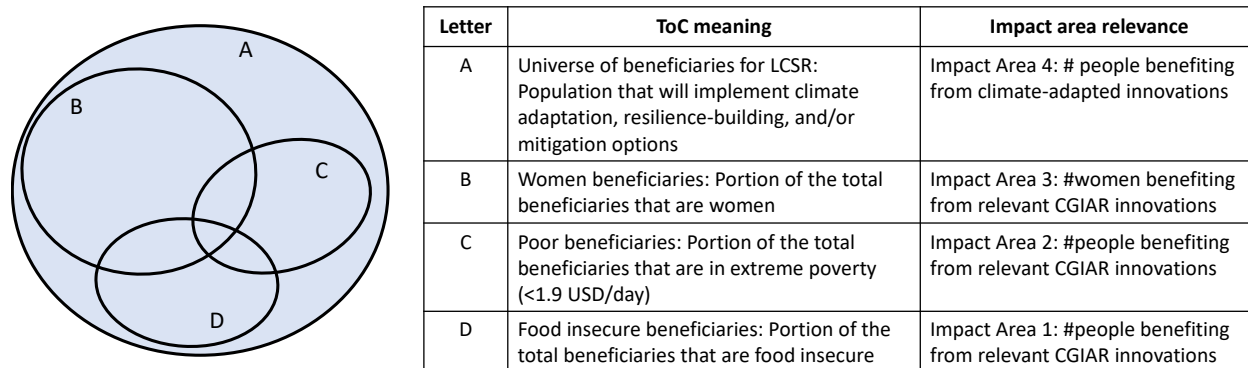 A
B
C
D
Letter ToC meaning Impact area relevance
A Universe of beneficiaries for LCSR: Impact Area 4: # people benefiting
Population that will implement climate from climate-adapted innovations
adaptation, resilience-building, and/or
mitigation options
B Women beneficiaries: Portion of the total Impact Area 3: #women benefiting
beneficiaries that are women from relevant CGIAR innovations
C Poor beneficiaries: Portion of the total Impact Area 2: #people benefiting
beneficiaries that are in extreme poverty from relevant CGIAR innovations
(<1.9 USD/day)
D Food insecure beneficiaries: Portion of the Impact Area 1: #people benefiting
total beneficiaries that are food insecure from relevant CGIAR innovations